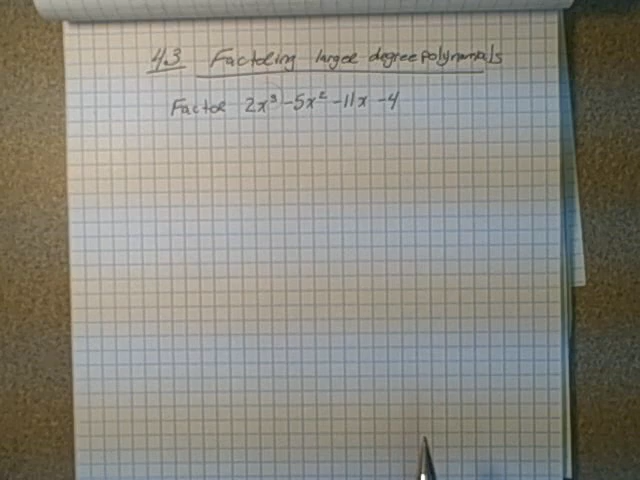 4.3 Factoring larger degree polynomials
Factor 2x³ -5x² -11x -4